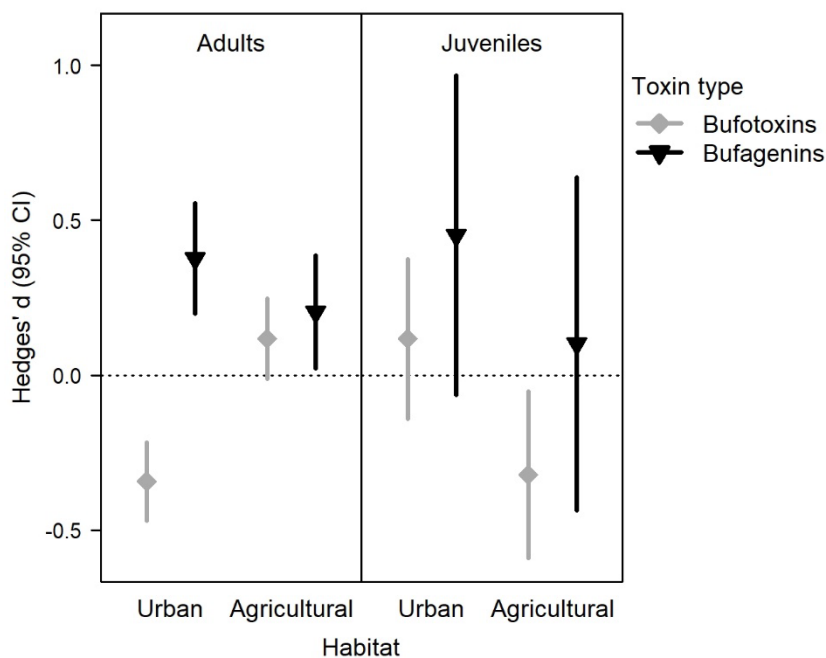 Adults
Juveniles
1.0
0.5
0.0
-0.5
Hedges' d (95% CI)
Urban
Agricultural
Urban
Agricultural
Habitat
Toxin type
Bufotoxins
Bufagenins